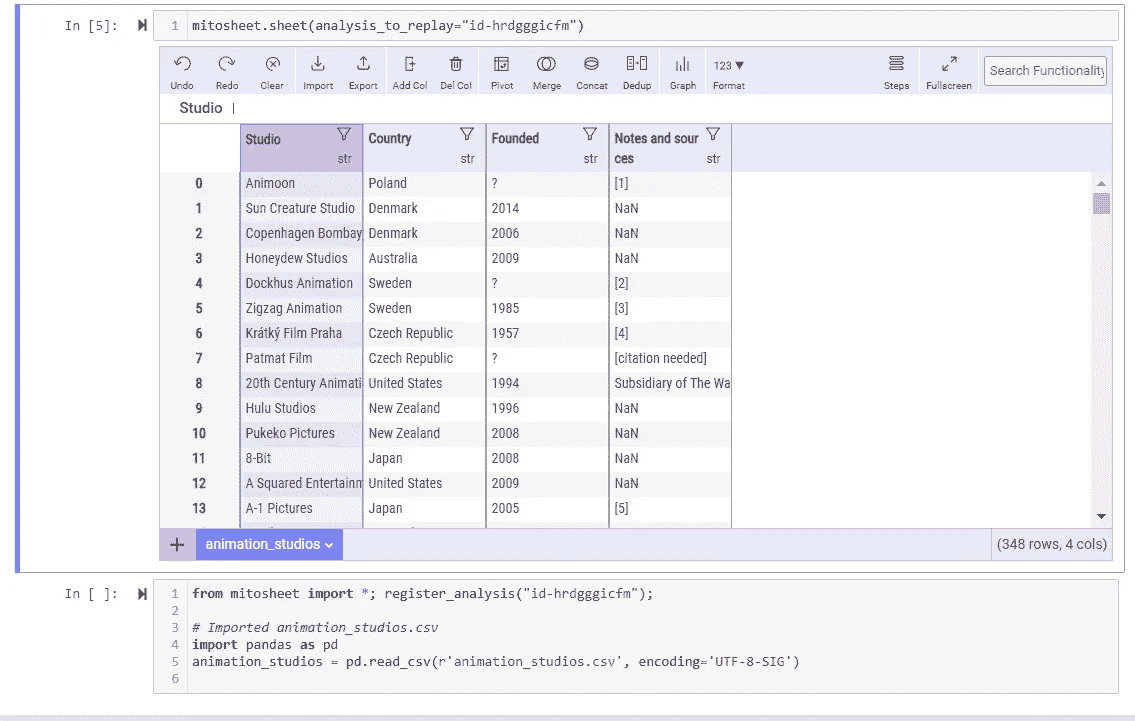 In [5]: 1 mitosheet.sheet(analysis_to_replay="id-hrdgggicfm")
Undo Redo Clear Import Export Add Col Del Col Pivot Merge Concat Dedup Graph 123 Format Steps Fullscreen Search Functionality
Studio
Studio str Country str Founded str Notes and sources str
0 Animoon Poland ? [1]
1 Sun Creature Studio Denmark 2014 NaN
2 Copenhagen Bombay Denmark 2006 NaN
3 Honeydew Studios Australia 2009 NaN
4 Dockhus Animation Sweden ? [2]
5 Zigzag Animation Sweden 1985 [3]
6 Krátký Film Praha Czech Republic 1957 [4]
7 Patmat Film Czech Republic ? [citation needed]
8 20th Century Animati United States 1994 Subsidiary of The Wa
9 Hulu Studios New Zealand 1996 NaN
10 Pukeko Pictures New Zealand 2008 NaN
11 8-Bit Japan 2008 NaN
12 A Squared Entertainm United States 2009 NaN
13 A-1 Pictures Japan 2005 [5]
+ animation_studios (348 rows, 4 cols)
In [ ]: 1 from mitosheet import *; register_analysis("id-hrdgggicfm");
2
3 # Imported animation_studios.csv
4 import pandas as pd
5 animation_studios = pd.read_csv(r'animation_studios.csv', encoding='UTF-8-SIG')
6